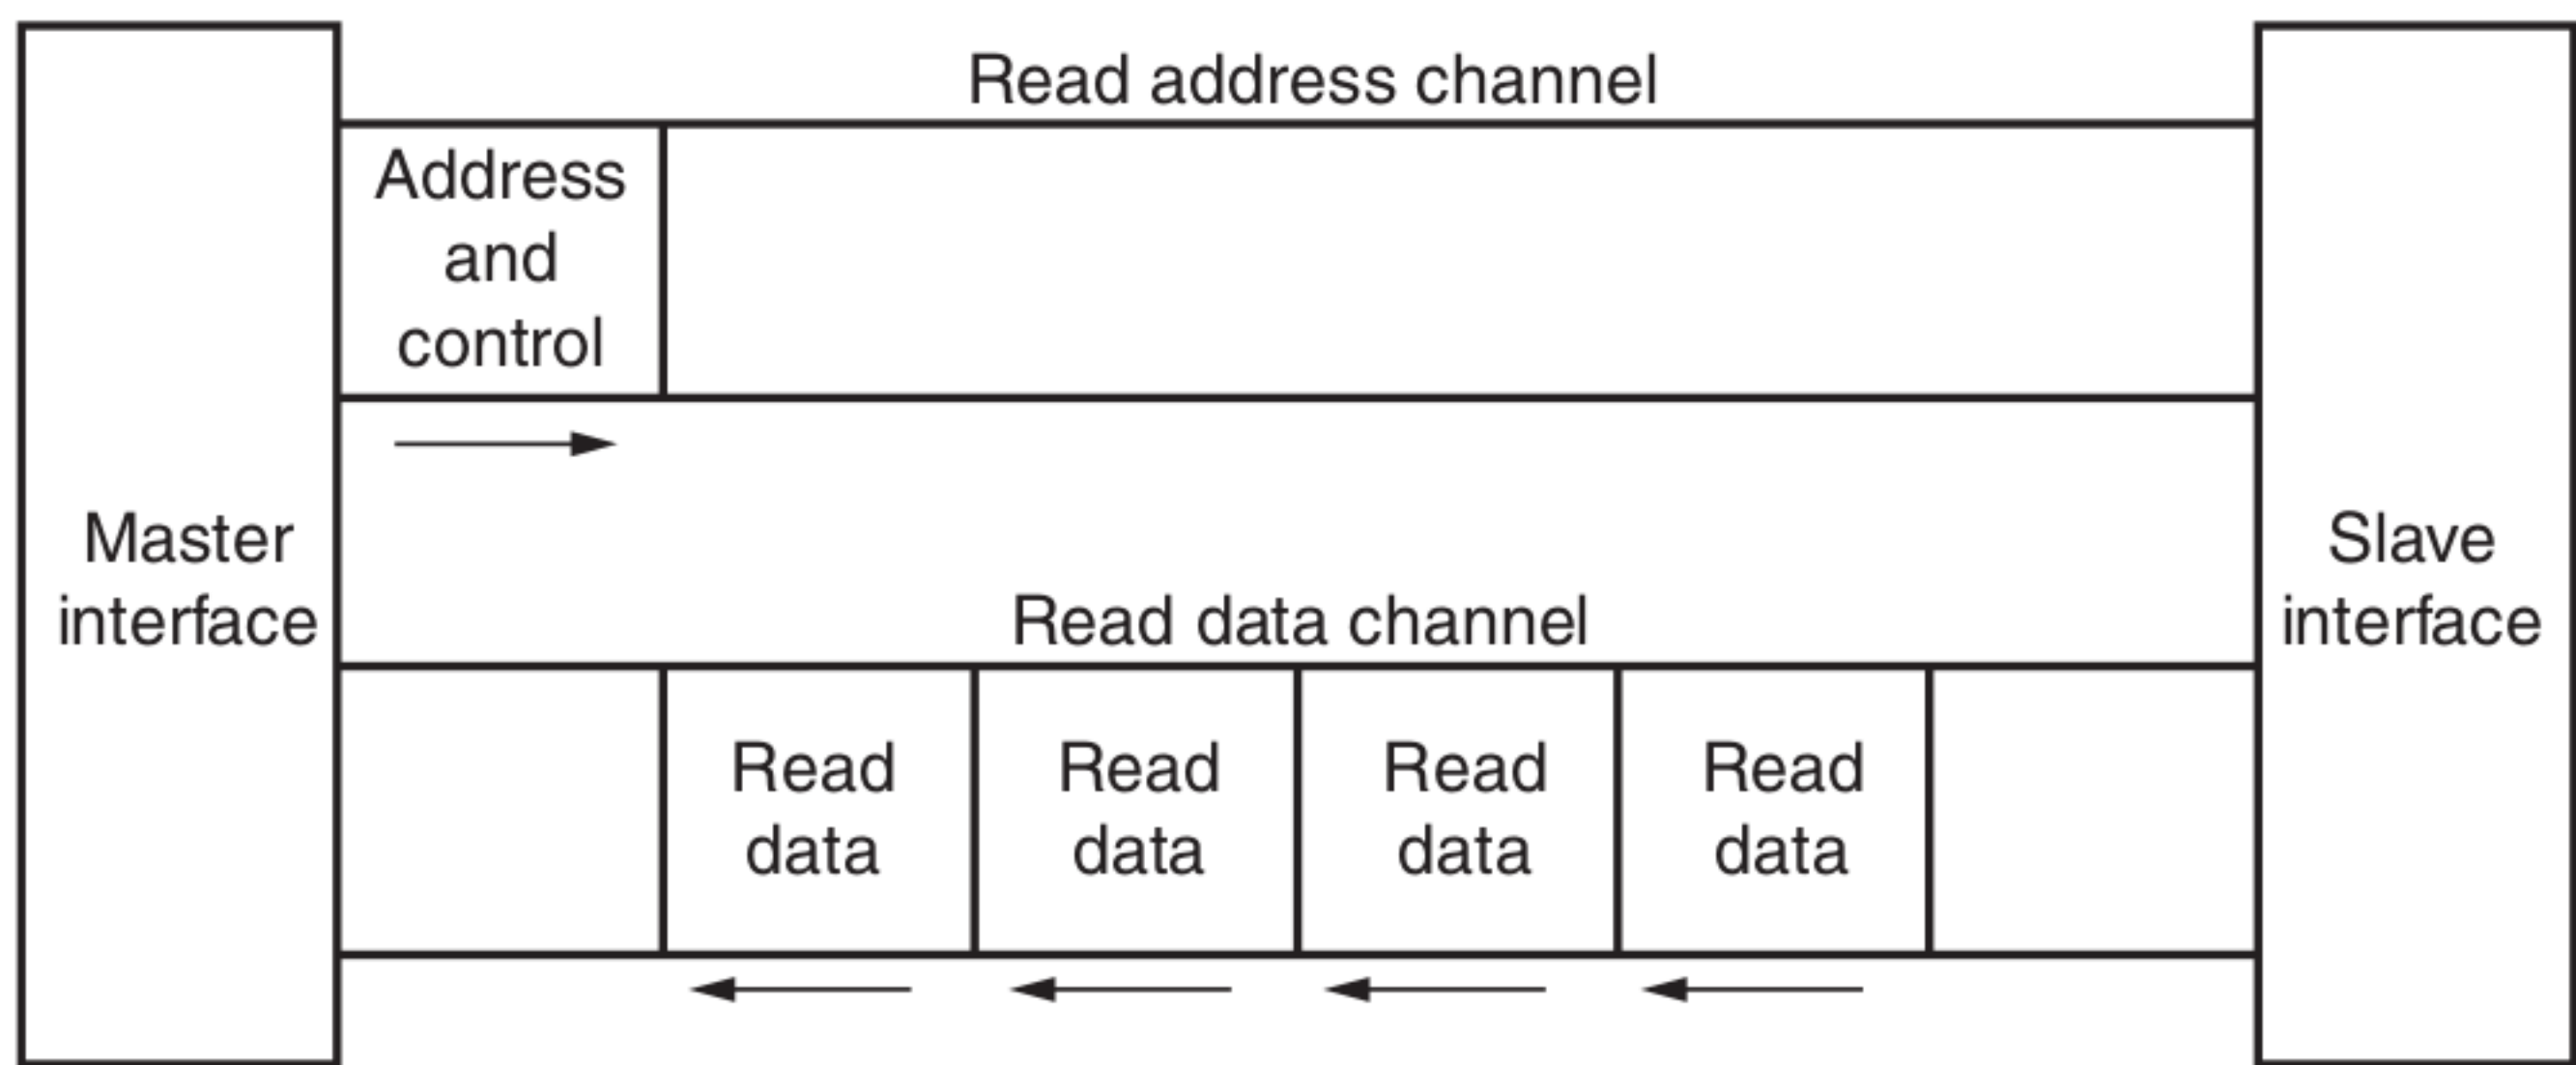 Read address channel
Address
and
control
Master
interface
Slave
interface
Read data channel
Read
data
Read
data
Read
data
Read
data